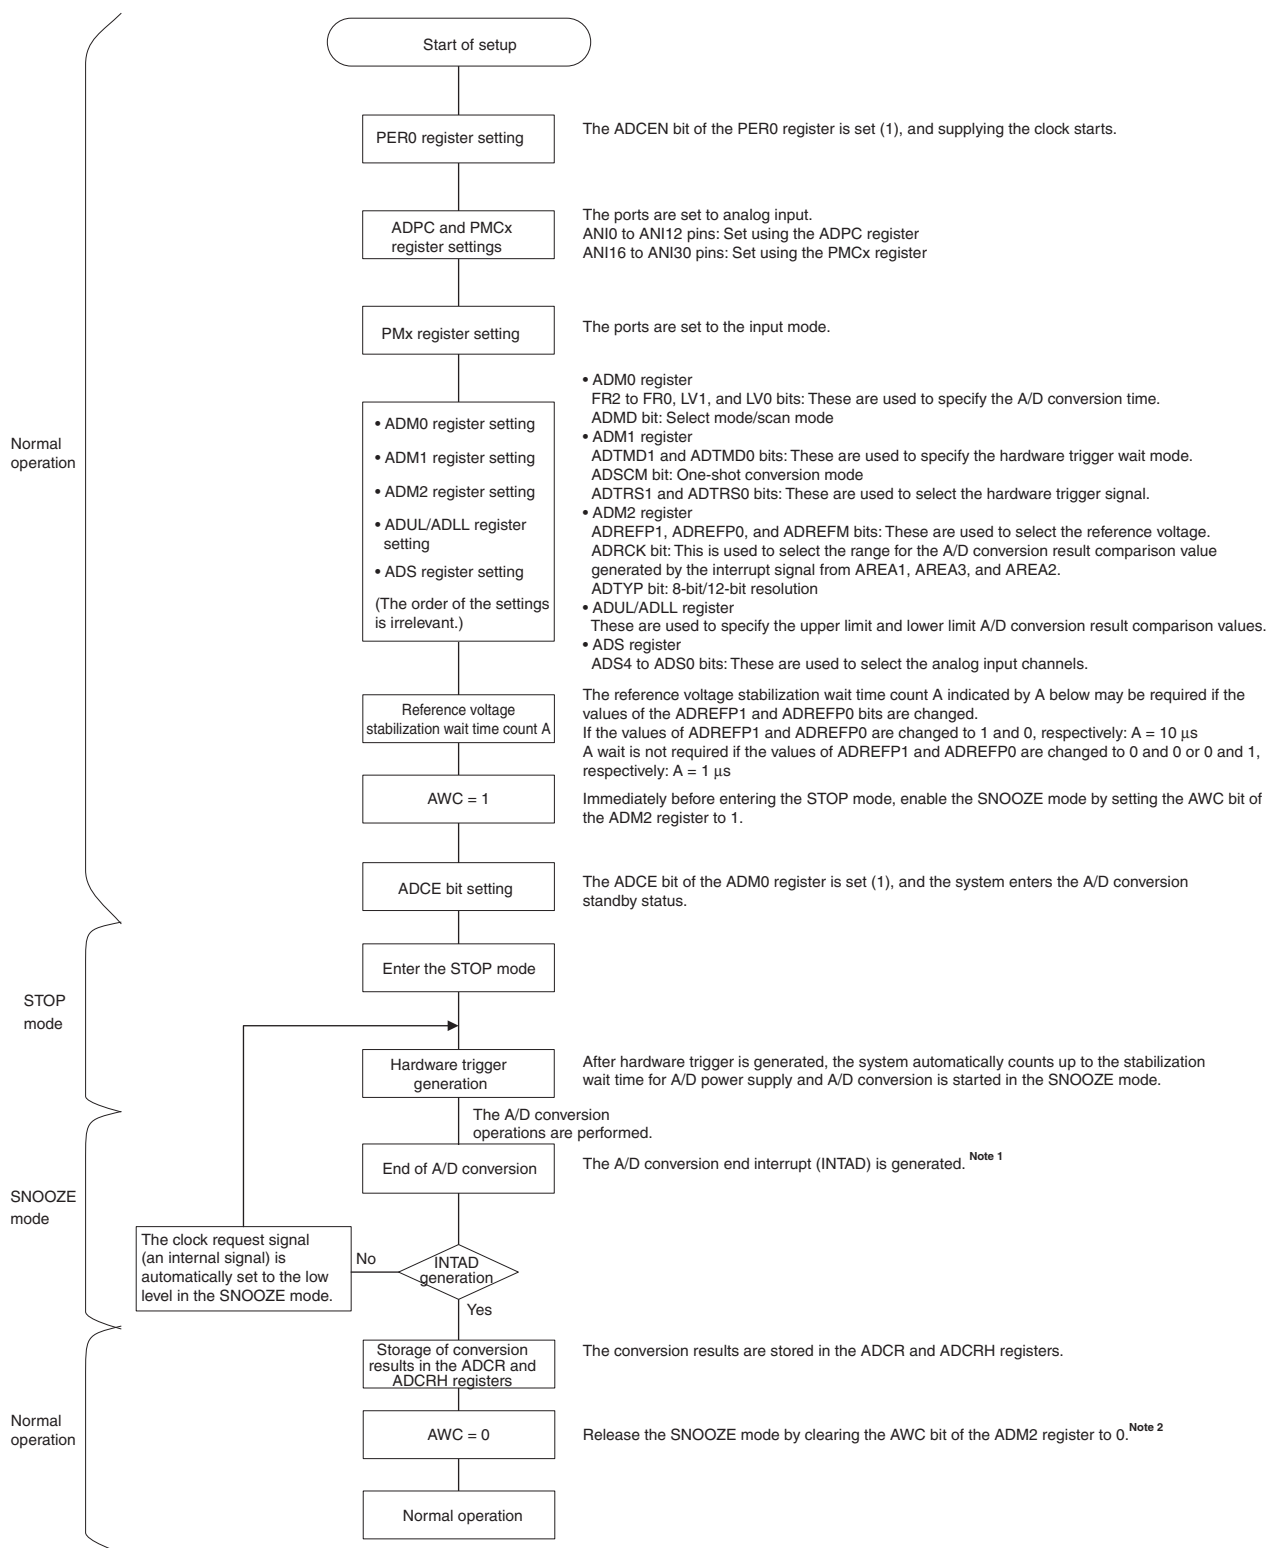 Start of setup
PER0 register setting
The ADCEN bit of the PER0 register is set (1), and supplying the clock starts.
ADPC and PMCx
register settings
The ports are set to analog input.
ANI0 to ANI12 pins: Set using the ADPC register
ANI16 to ANI30 pins: Set using the PMCx register
PMx register setting
The ports are set to the input mode.
Normal
operation
• ADM0 register setting
• ADM1 register setting
• ADM2 register setting
• ADUL/ADLL register
setting
• ADS register setting
(The order of the settings
is irrelevant.)
• ADM0 register
FR2 to FR0, LV1, and LV0 bits: These are used to specify the A/D conversion time.
ADMD bit: Select mode/scan mode
• ADM1 register
ADTMD1 and ADTMD0 bits: These are used to specify the hardware trigger wait mode.
ADSCM bit: One-shot conversion mode
ADTRS1 and ADTRS0 bits: These are used to select the hardware trigger signal.
• ADM2 register
ADREFP1, ADREFP0, and ADREFM bits: These are used to select the reference voltage.
ADRCK bit: This is used to select the range for the A/D conversion result comparison value
generated by the interrupt signal from AREA1, AREA3, and AREA2.
ADTYP bit: 8-bit/12-bit resolution
• ADUL/ADLL register
These are used to specify the upper limit and lower limit A/D conversion result comparison values.
• ADS register
ADS4 to ADS0 bits: These are used to select the analog input channels.
Reference voltage
stabilization wait time count A
The reference voltage stabilization wait time count A indicated by A below may be required if the
values of the ADREFP1 and ADREFP0 bits are changed.
If the values of ADREFP1 and ADREFP0 are changed to 1 and 0, respectively: A = 10 μs
A wait is not required if the values of ADREFP1 and ADREFP0 are changed to 0 and 0 or 0 and 1,
respectively: A = 1 μs
AWC = 1
Immediately before entering the STOP mode, enable the SNOOZE mode by setting the AWC bit of
the ADM2 register to 1.
ADCE bit setting
The ADCE bit of the ADM0 register is set (1), and the system enters the A/D conversion
standby status.
Enter the STOP mode
STOP
mode
Hardware trigger
generation
After hardware trigger is generated, the system automatically counts up to the stabilization
wait time for A/D power supply and A/D conversion is started in the SNOOZE mode.
The A/D conversion
operations are performed.
End of A/D conversion
The A/D conversion end interrupt (INTAD) is generated. Note 1
SNOOZE
mode
The clock request signal
(an internal signal) is
automatically set to the low
level in the SNOOZE mode.
No
INTAD
generation
Yes
Storage of conversion
results in the ADCR and
ADCRH registers
The conversion results are stored in the ADCR and ADCRH registers.
Normal
operation
AWC = 0
Release the SNOOZE mode by clearing the AWC bit of the ADM2 register to 0. Note 2
Normal operation